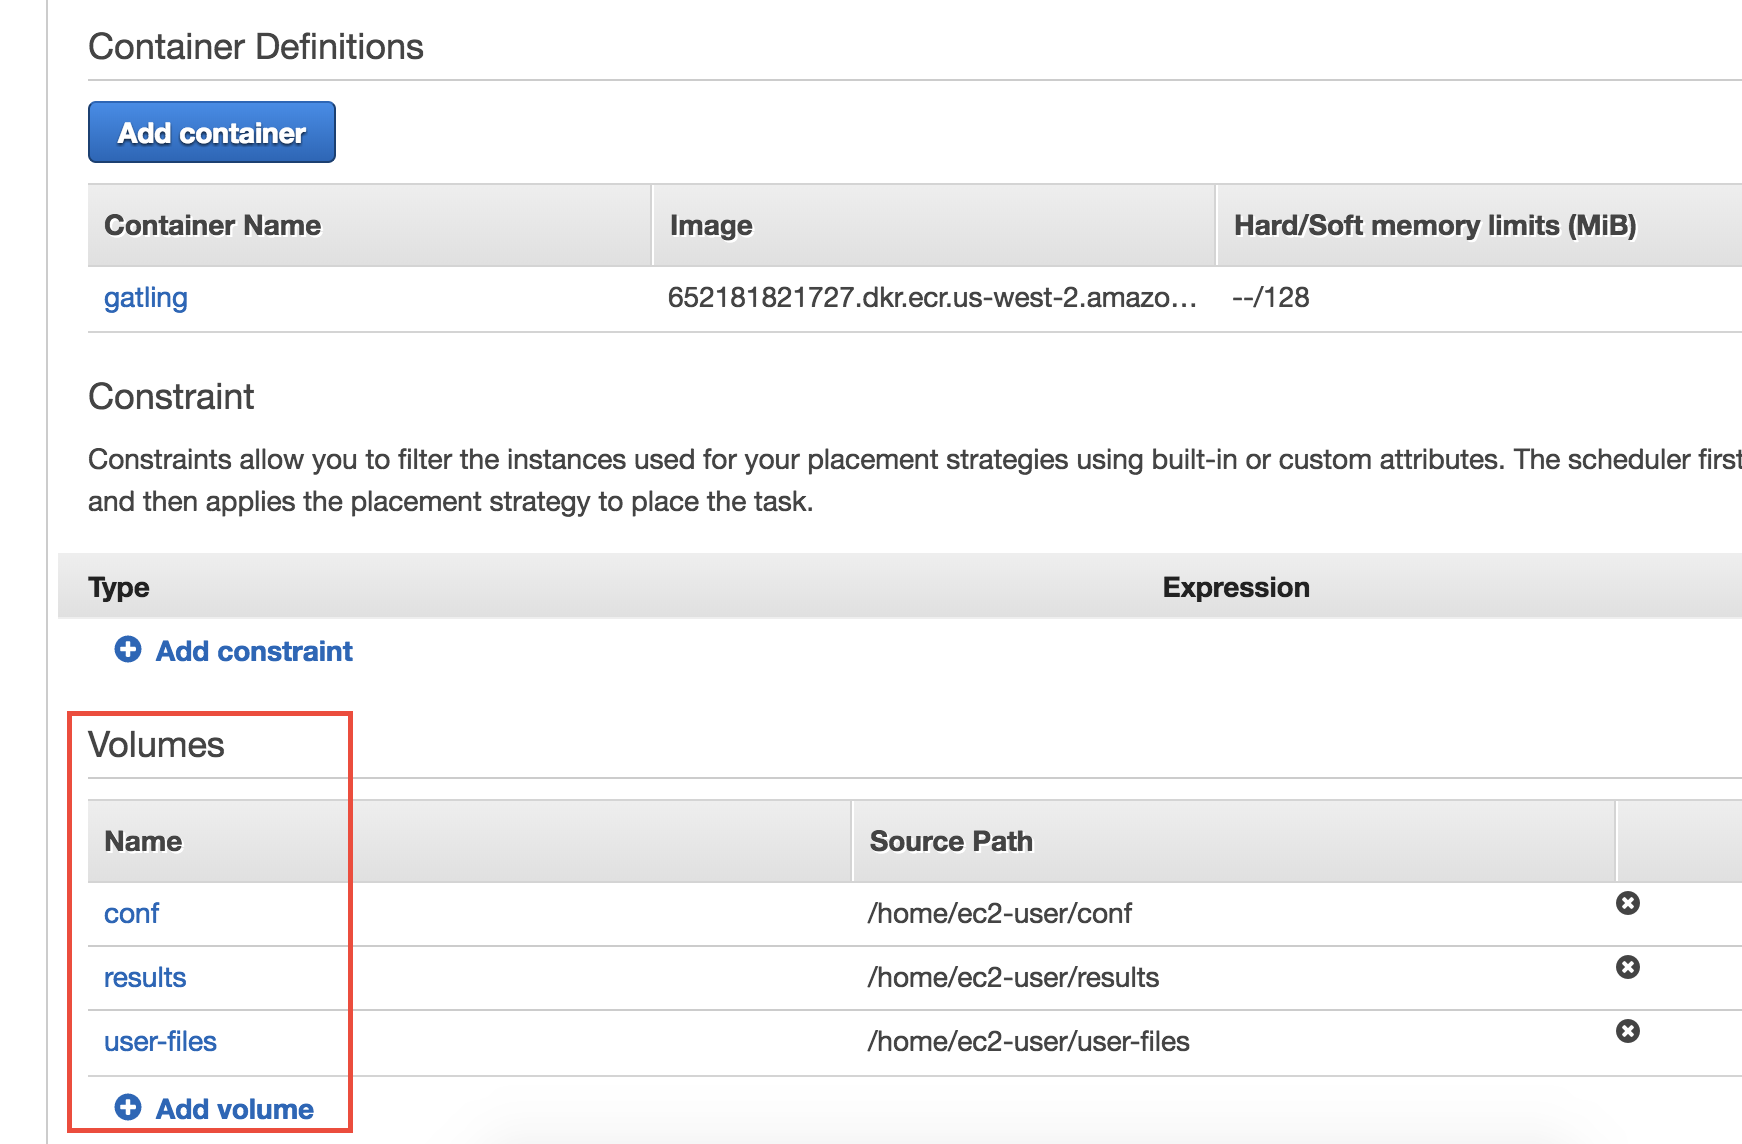 Container Definitions
Add container
Container Name Image Hard/Soft memory limits (MiB)
gatling 652181821727.dkr.ecr.us-west-2.amazo... --/128
Constraint
Constraints allow you to filter the instances used for your placement strategies using built-in or custom attributes. The scheduler first
and then applies the placement strategy to place the task.
Type Expression
Add constraint
Volumes
Name Source Path
conf /home/ec2-user/conf
results /home/ec2-user/results
user-files /home/ec2-user/user-files
Add volume